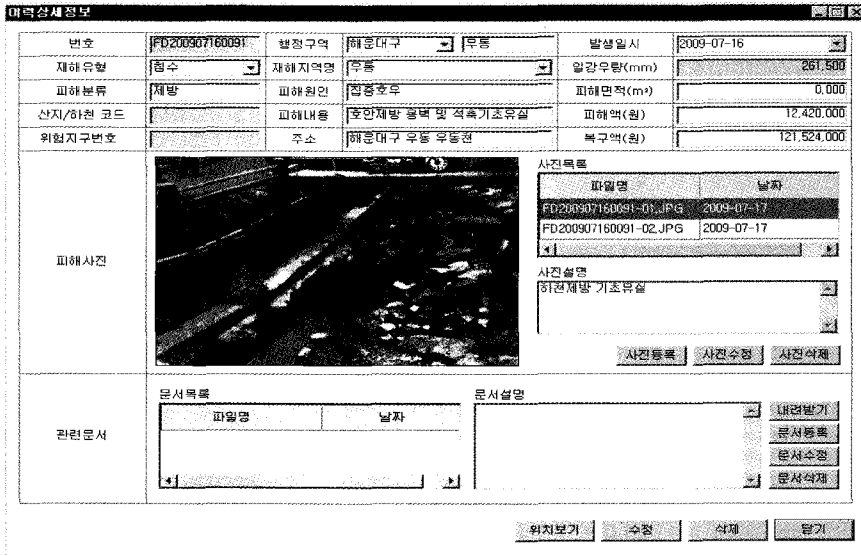 이력상세정보
번호 FD200907160091 행정구역 해운대구 우동 발생일시 2009-07-16
재해유형 침수 재해지역명 우동 일강우량(mm) 261,500
피해분류 제방 피해원인 집중호우 피해면적(m²) 0,000
산지/하천 코드 피해내용 호안제방 옹벽 및 석축기초유실 피해액(원) 12,420,000
위험지구번호 주소 해운대구 우동 우동천 복구액(원) 121,524,000
피해사진
사진목록
파일명 날짜
FD200907160091-01.JPG 2009-07-17
FD200907160091-02.JPG 2009-07-17
사진설명
하천제방 기초유실
사진등록 사진수정 사진삭제
관련문서
문서목록
파일명 날짜
문서설명
내려받기
문서등록
문서수정
문서삭제
위치보기 수정 삭제 닫기